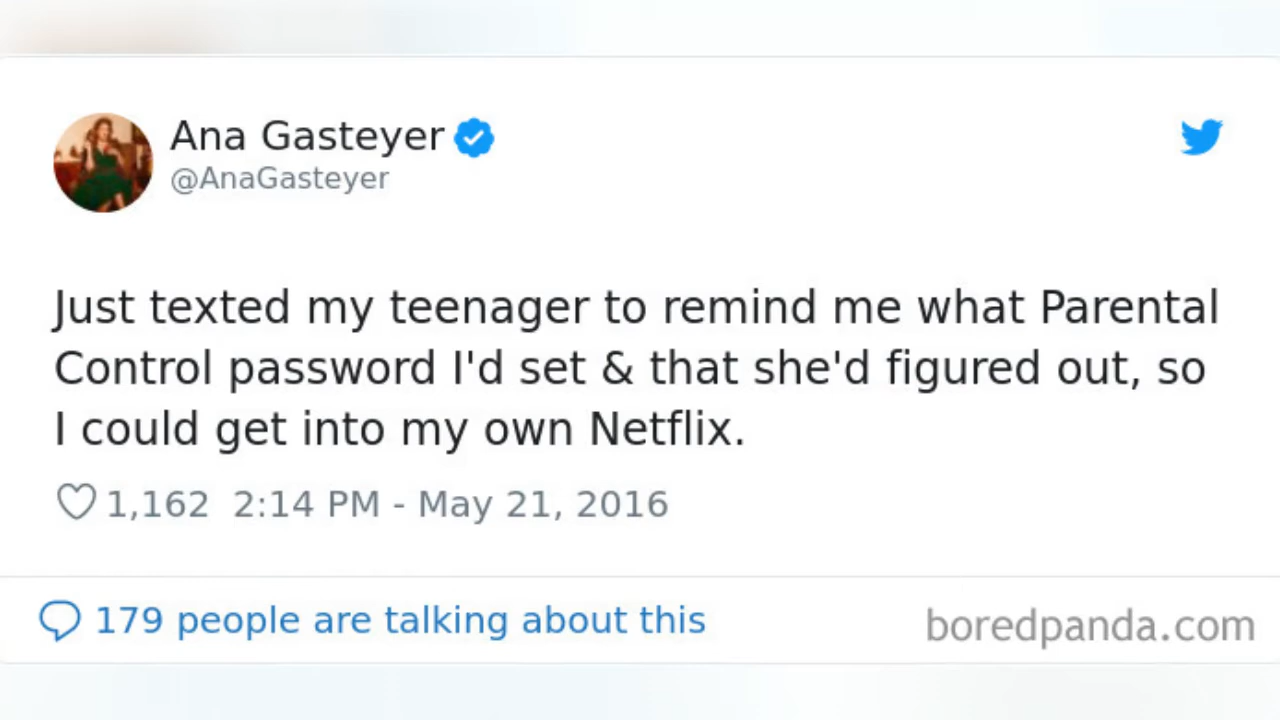 Ana Gasteyer
@AnaGasteyer
Just texted my teenager to remind me what Parental
Control password I'd set & that she'd figured out, so
I could get into my own Netflix.
1,162 2:14 PM - May 21, 2016
179 people are talking about this
boredpanda.com